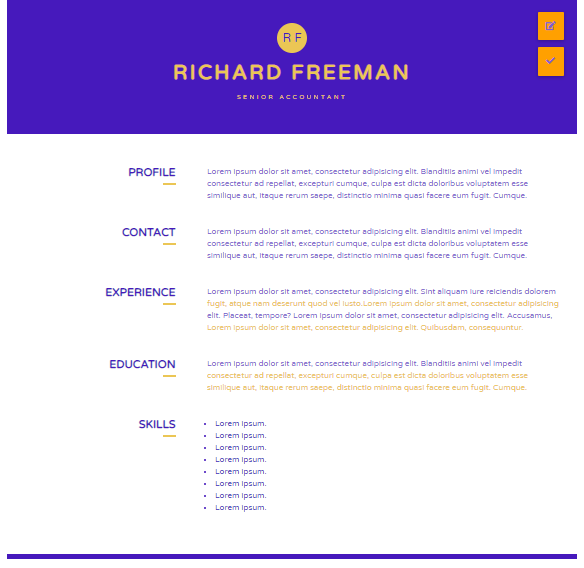 R F
RICHARD FREEMAN
SENIOR ACCOUNTANT
PROFILE
Lorem ipsum dolor sit amet, consectetur adipisicing elit. Blanditiis animi vel impedit
consectetur ad repellat, excepturi cumque, culpa est dicta doloribus voluptatem esse
similique aut, itaque rerum saepe, distinctio minima quasi facere eum fugit. Cumque.
CONTACT
Lorem ipsum dolor sit amet, consectetur adipisicing elit. Blanditiis animi vel impedit
consectetur ad repellat, excepturi cumque, culpa est dicta doloribus voluptatem esse
similique aut, itaque rerum saepe, distinctio minima quasi facere eum fugit. Cumque.
EXPERIENCE
Lorem ipsum dolor sit amet, consectetur adipisicing elit. Sint aliquam iure reiciendis dolorem
fugit, atque nam deserunt quod vel iusto.Lorem ipsum dolor sit amet, consectetur adipisicing
elit. Placeat, tempore? Lorem ipsum dolor sit amet, consectetur adipisicing elit. Accusamus,
Lorem ipsum dolor sit amet, consectetur adipisicing elit. Quibusdam, consequuntur.
EDUCATION
Lorem ipsum dolor sit amet, consectetur adipisicing elit. Blanditiis animi vel impedit
consectetur ad repellat, excepturi cumque, culpa est dicta doloribus voluptatem esse
similique aut, itaque rerum saepe, distinctio minima quasi facere eum fugit. Cumque.
SKILLS
Lorem ipsum.
Lorem ipsum.
Lorem ipsum.
Lorem ipsum.
Lorem ipsum.
Lorem ipsum.
Lorem ipsum.
Lorem ipsum.